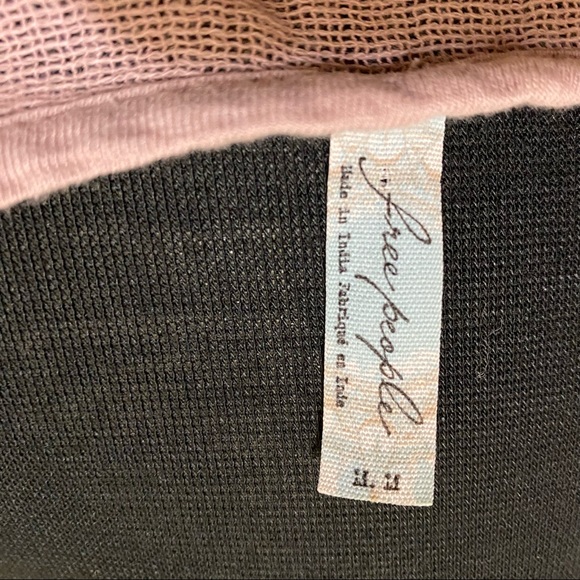 free people
Made in India Fabriqué en Inde
M. M